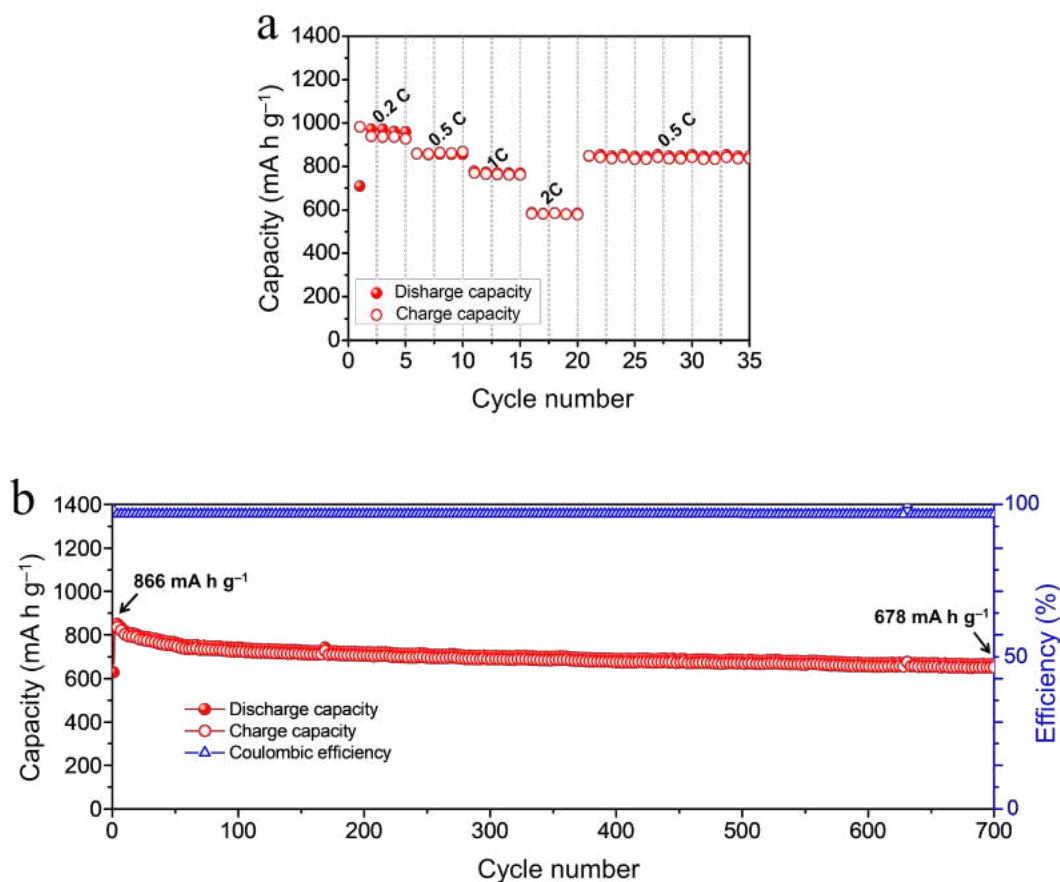 a
1400
1200
1000
800
600
400
200
0
Capacity (mA h g⁻¹)
0.2 C
0.5 C
1C
2C
0.5 C
Disharge capacity
Charge capacity
0 5 10 15 20 25 30 35
Cycle number
b
1400
1200
1000
800
600
400
200
0
Capacity (mA h g⁻¹)
866 mA h g⁻¹
678 mA h g⁻¹
Discharge capacity
Charge capacity
Coulombic efficiency
100
50
0
Efficiency (%)
0 100 200 300 400 500 600 700
Cycle number